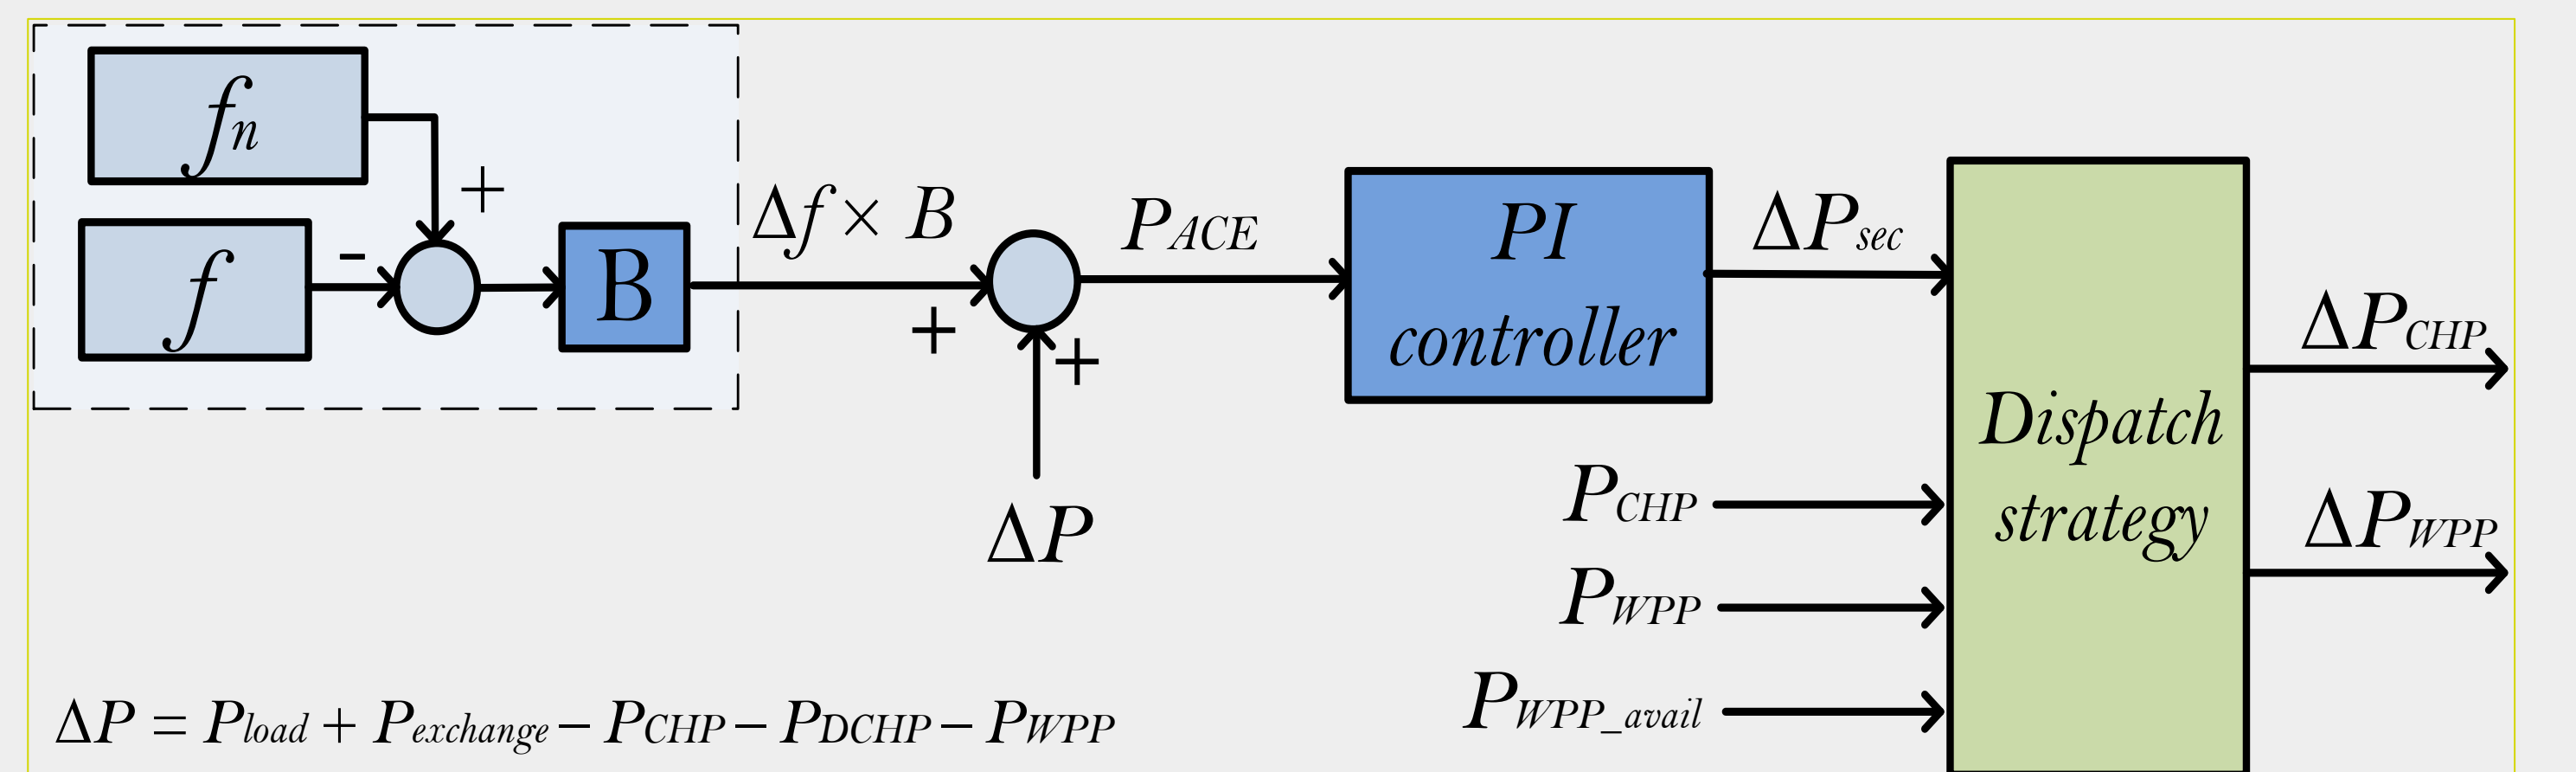 fn
+
f
-
B
Δf × B
+
+
ΔP
PACE
PI
controller
ΔPsec
PCHP
PWPP
PWPP_avail
Dispatch
strategy
ΔPCHP
ΔPWPP
ΔP = Pload + Pexchange − PCHP − PDCHP − PWPP